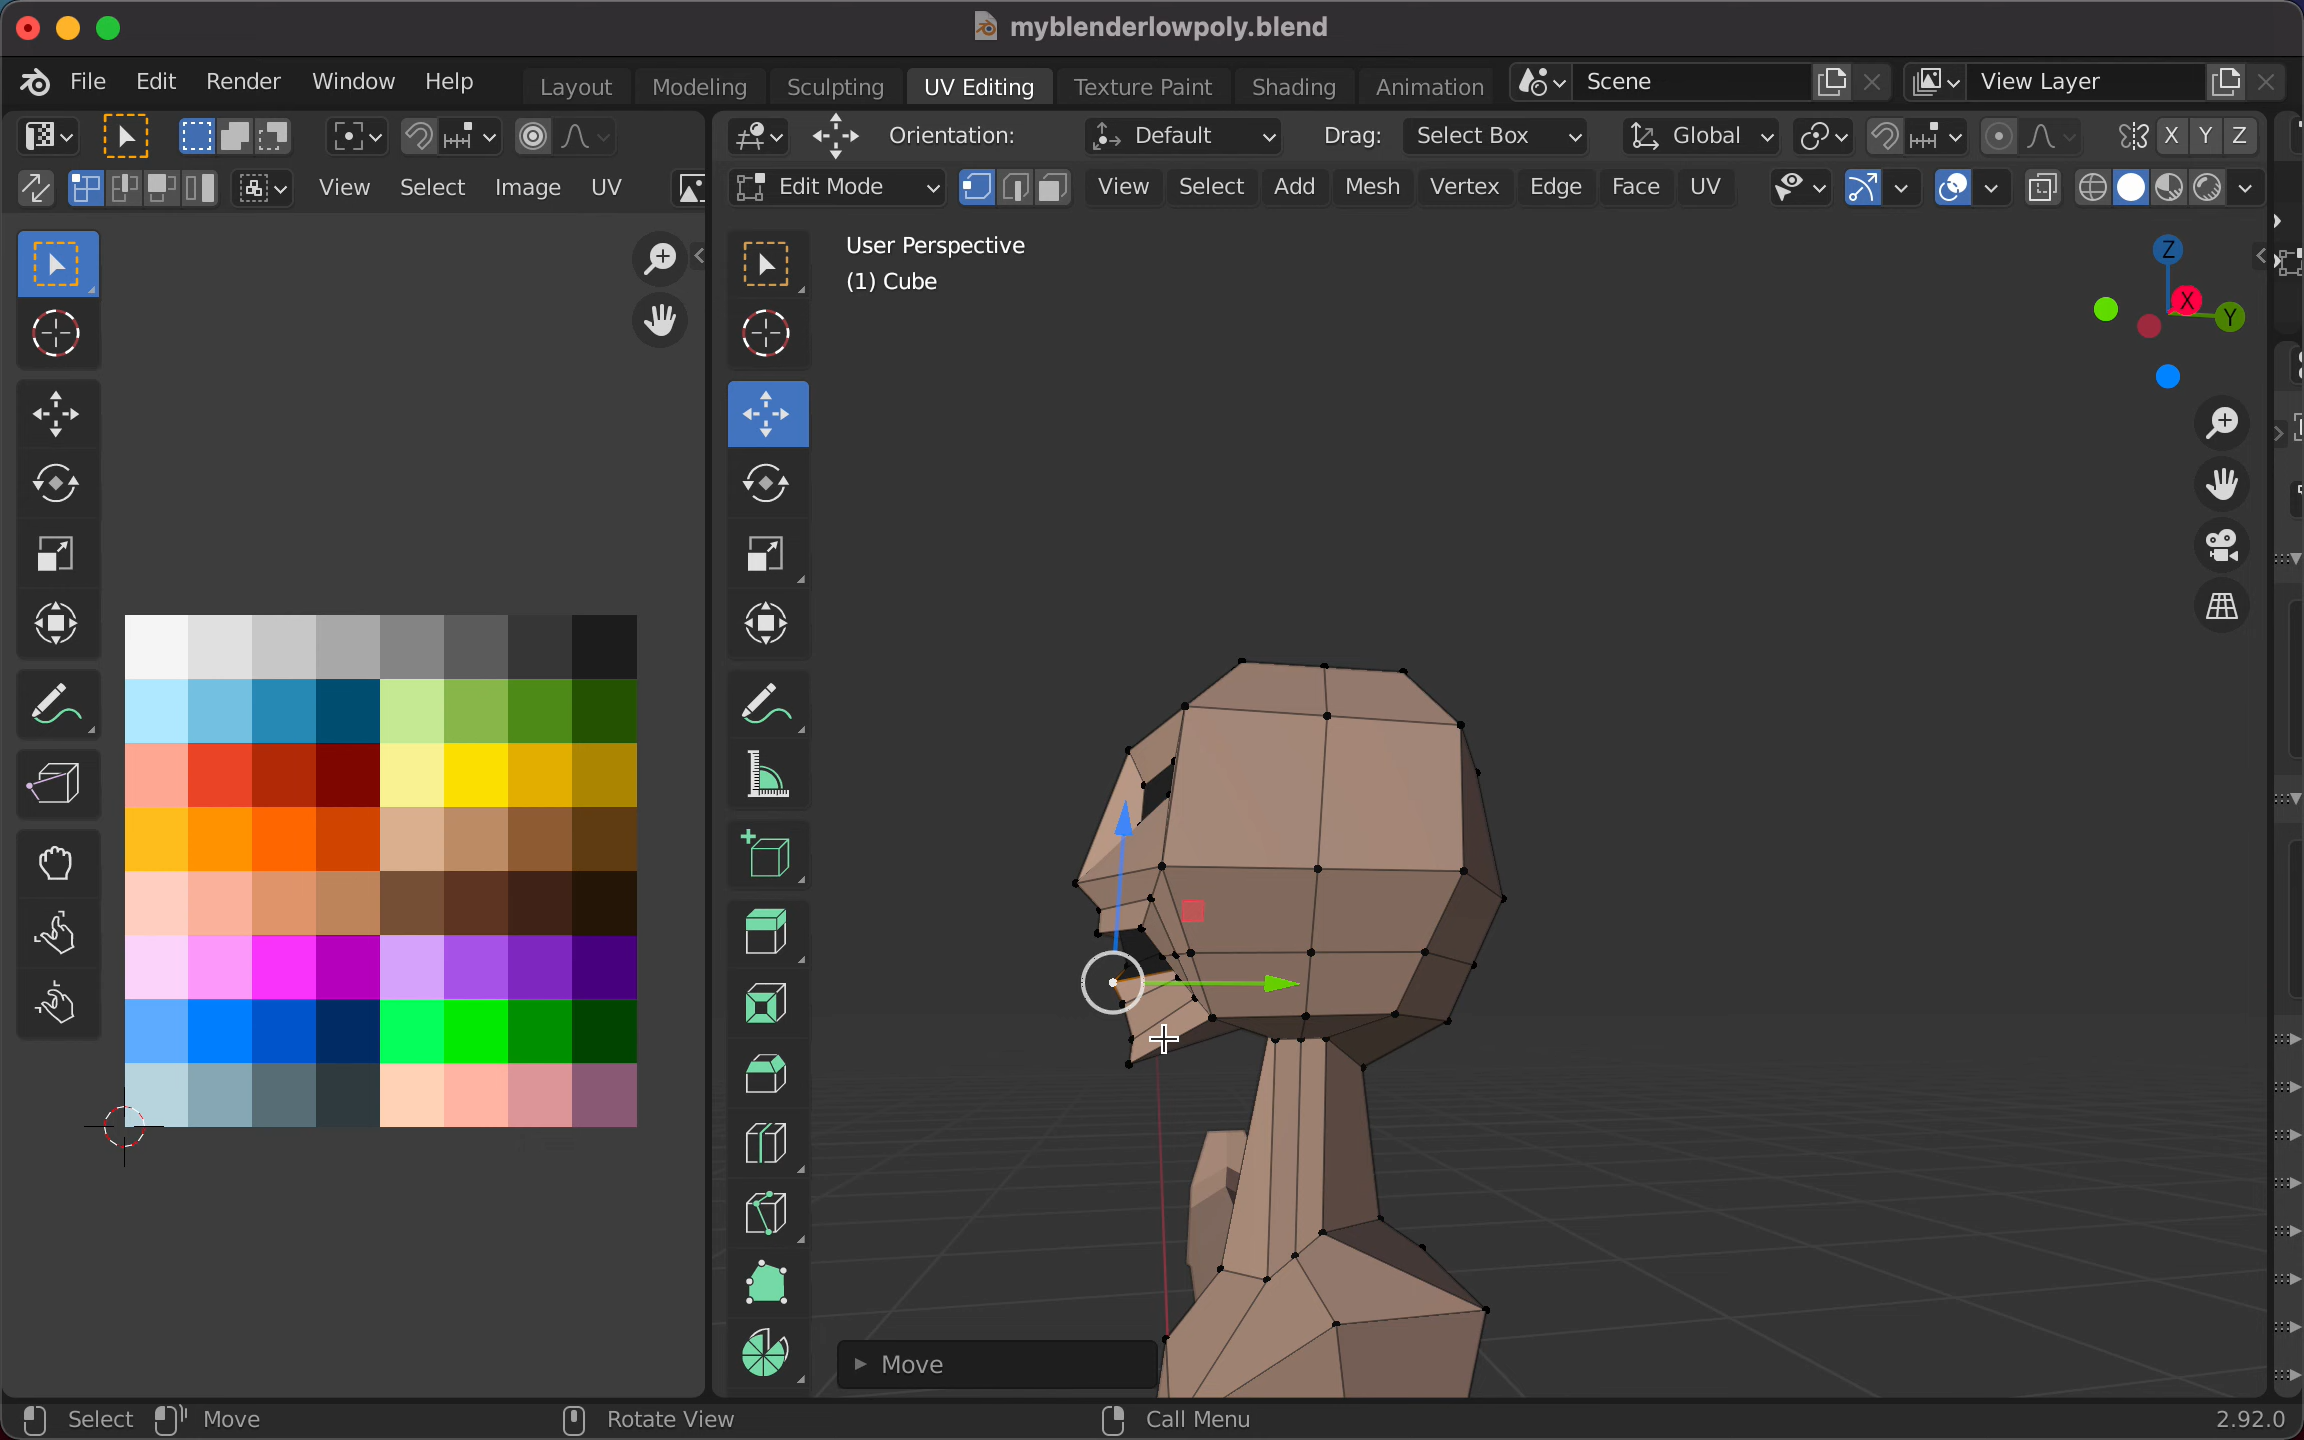 myblenderlowpoly.blend
File Edit Render Window Help Layout Modeling Sculpting UV Editing Texture Paint Shading Animation Scene View Layer
Orientation: Default Drag: Select Box Global X Y Z
View Select Image UV Edit Mode View Select Add Mesh Vertex Edge Face UV
User Perspective
(1) Cube
Z
X
Y
Move
Select Move Rotate View Call Menu 2.92.0